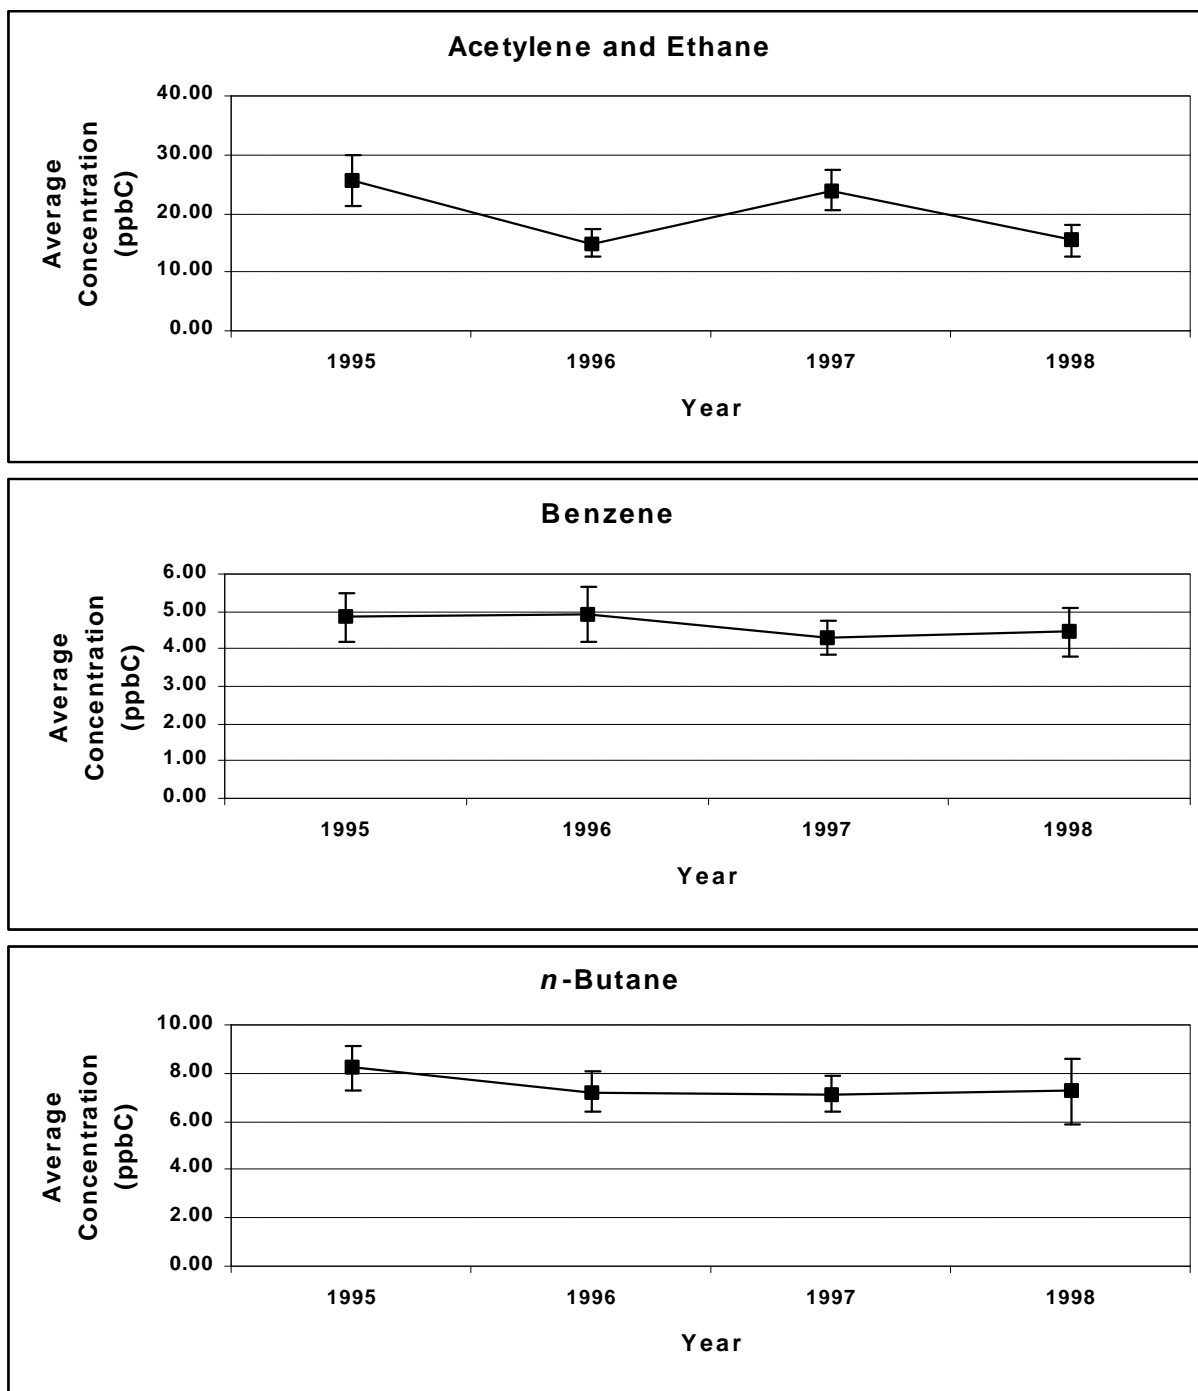 Acetylene and Ethane
40.00
30.00
20.00
10.00
0.00
Average
Concentration
(ppbC)
1995 1996 1997 1998
Year
Benzene
6.00
5.00
4.00
3.00
2.00
1.00
0.00
Average
Concentration
(ppbC)
1995 1996 1997 1998
Year
n-Butane
10.00
8.00
6.00
4.00
2.00
0.00
Average
Concentration
(ppbC)
1995 1996 1997 1998
Year